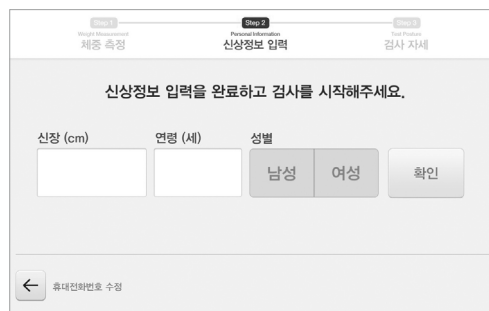 Step 1
Weight Measurement
체중 측정
Step 2
Personal Information
신상정보 입력
Step 3
Test Posture
검사 자세
신상정보 입력을 완료하고 검사를 시작해주세요.
신장 (cm) 연령 (세) 성별
남성 여성 확인
휴대전화번호 수정